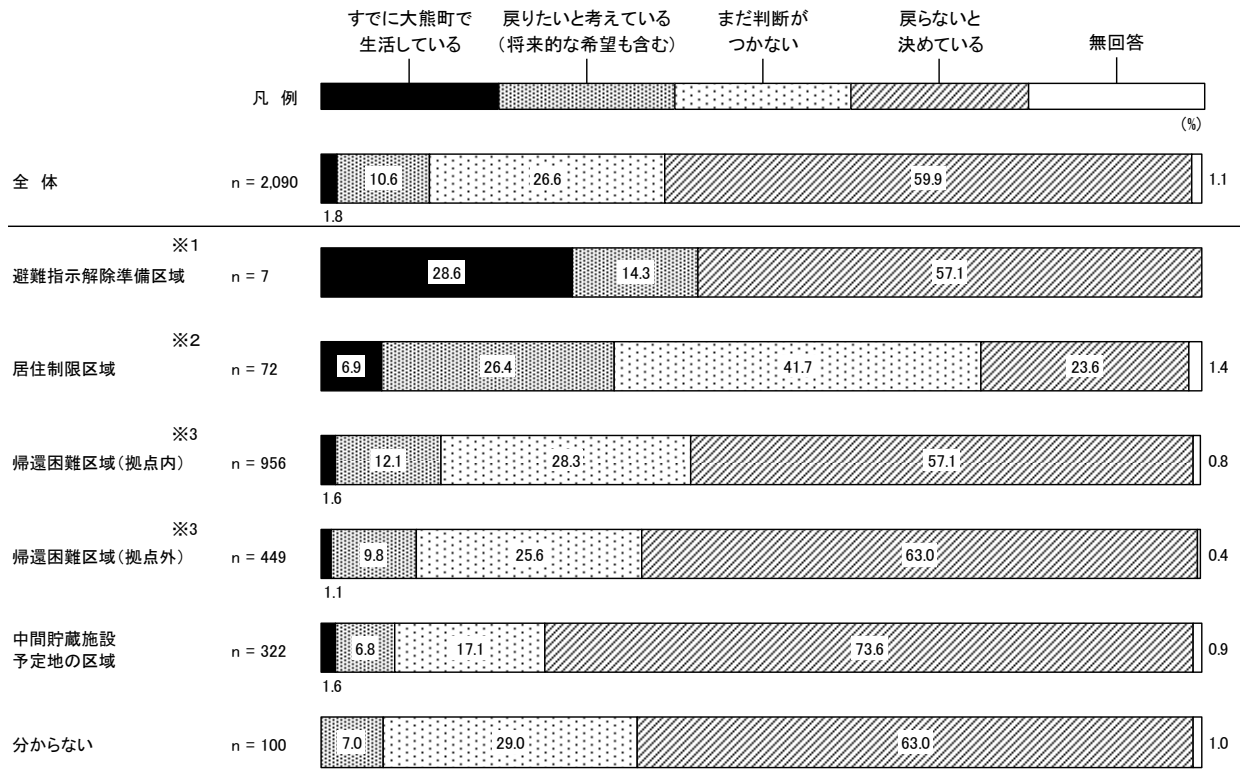 すでに大熊町で
生活している
戻りたいと考えている
（将来的な希望も含む）
まだ判断が
つかない
戻らないと
決めている
無回答
凡 例
(%)
全 体 n = 2,090 10.6 26.6 59.9 1.1
1.8
※1
避難指示解除準備区域 n = 7 28.6 14.3 57.1
※2
居住制限区域 n = 72 6.9 26.4 41.7 23.6 1.4
※3
帰還困難区域（拠点内） n = 956 12.1 28.3 57.1 0.8
1.6
※3
帰還困難区域（拠点外） n = 449 9.8 25.6 63.0 0.4
1.1
中間貯蔵施設
予定地の区域 n = 322 6.8 17.1 73.6 0.9
1.6
分からない n = 100 7.0 29.0 63.0 1.0